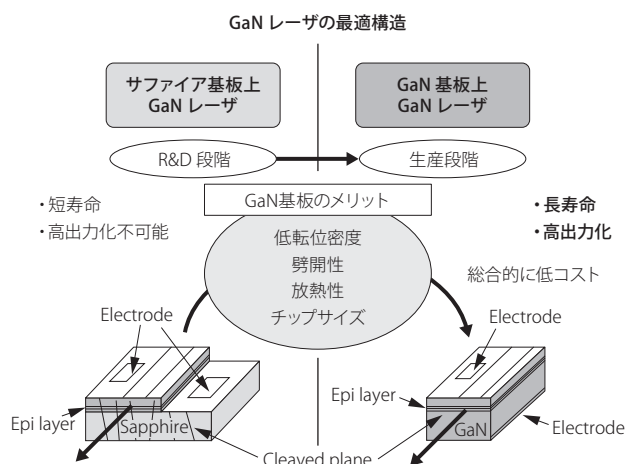 GaN レーザの最適構造
サファイア基板上
GaN レーザ
GaN 基板上
GaN レーザ
R&D 段階
生産段階
GaN基板のメリット
・短寿命
・高出力化不可能
・長寿命
・高出力化
低転位密度
劈開性
放熱性
チップサイズ
総合的に低コスト
Electrode
Electrode
Epi layer
Epi layer
Sapphire
GaN
Electrode
Cleaved plane